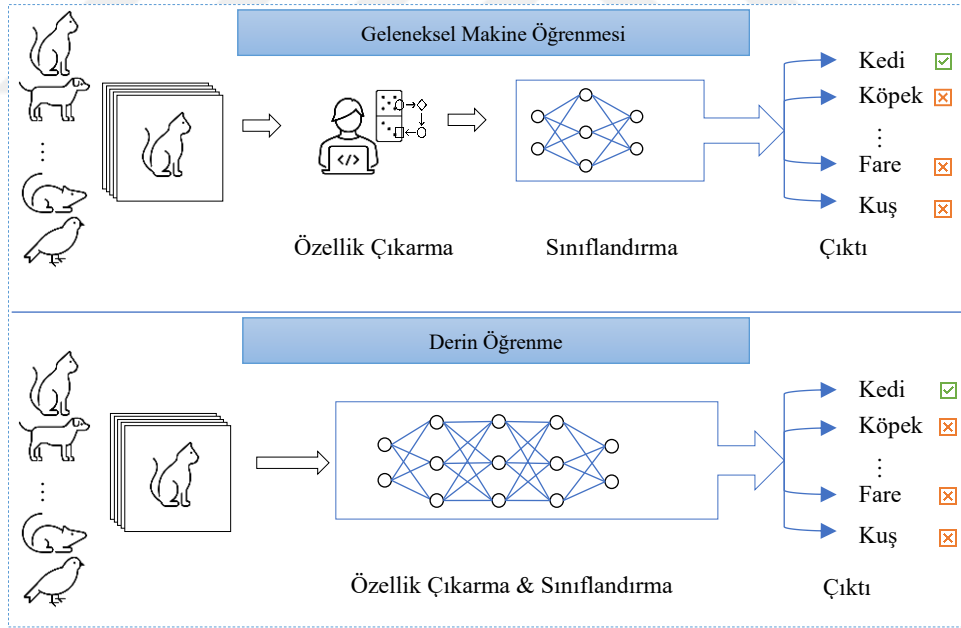 Geleneksel Makine Öğrenmesi
Kedi
Köpek
⋮
Fare
Kuş
Özellik Çıkarma
Sınıflandırma
Çıktı
Derin Öğrenme
Kedi
Köpek
⋮
Fare
Kuş
Özellik Çıkarma & Sınıflandırma
Çıktı